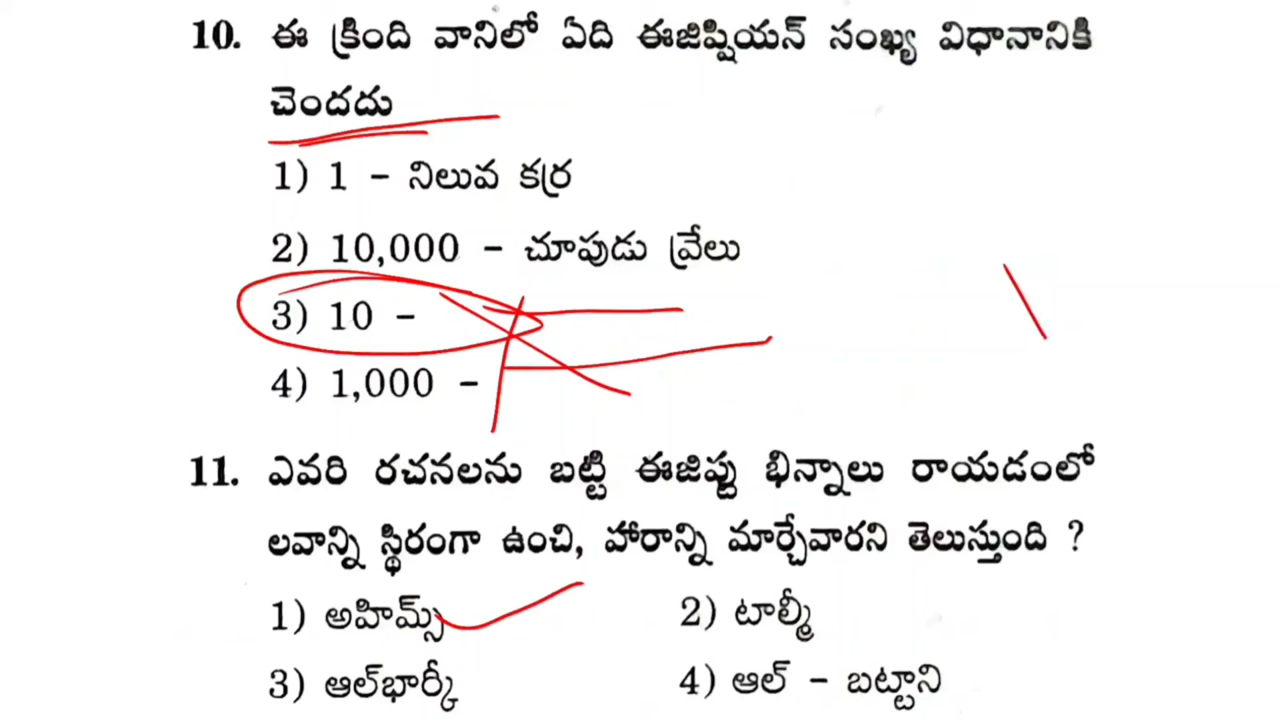 10. ఈ క్రింది వానిలో ఏది ఈజిప్షియన్ సంఖ్య విధానానికి
చెందదు
1) 1 - నిలువ కర్ర
2) 10,000 - చూపుడు వ్రేలు
3) 10 -
4) 1,000 -
11. ఎవరి రచనలను బట్టి ఈజిప్టు భిన్నాలు రాయడంలో
లవాన్ని స్థిరంగా ఉంచి, హారాన్ని మార్చేవారని తెలుస్తుంది ?
1) అహిమ్స్ 2) టాల్మీ
3) ఆల్‌భార్కీ 4) ఆల్ - బట్టాని